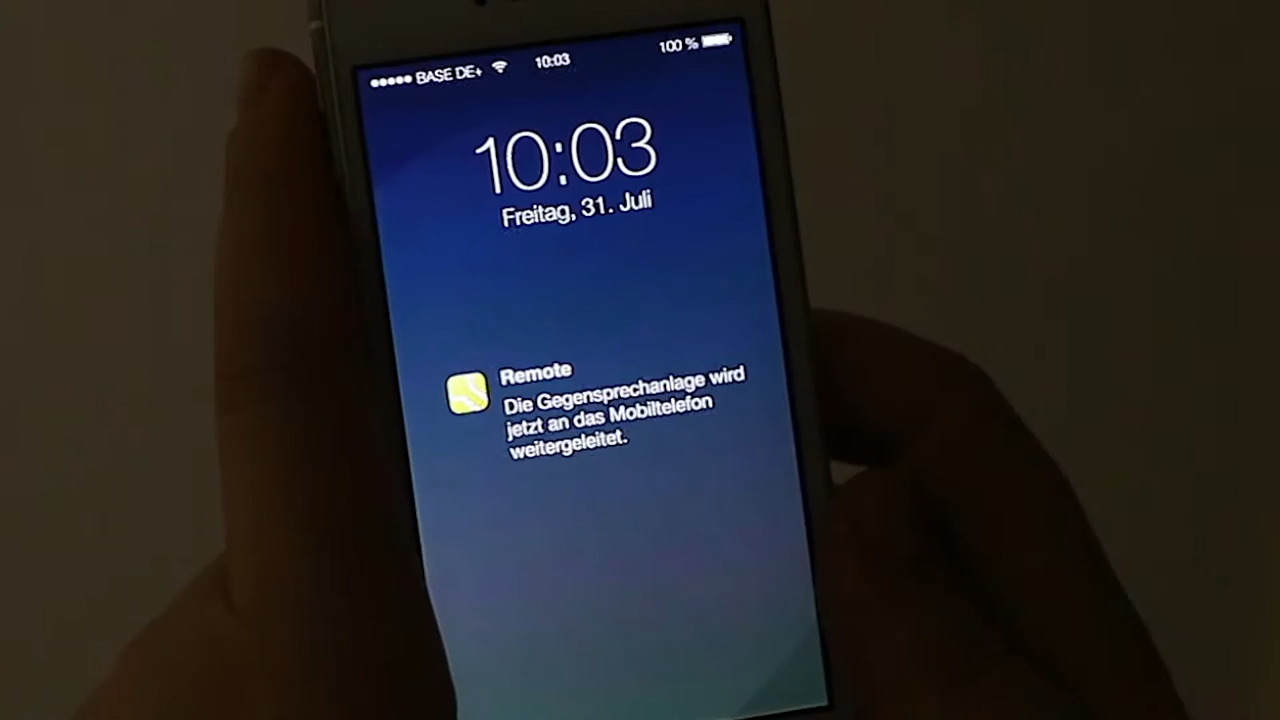 ●●●●● BASE DE+ 10:03 100 %
10:03
Freitag, 31. Juli
Remote
Die Gegensprechanlage wird
jetzt an das Mobiltelefon
weitergeleitet.